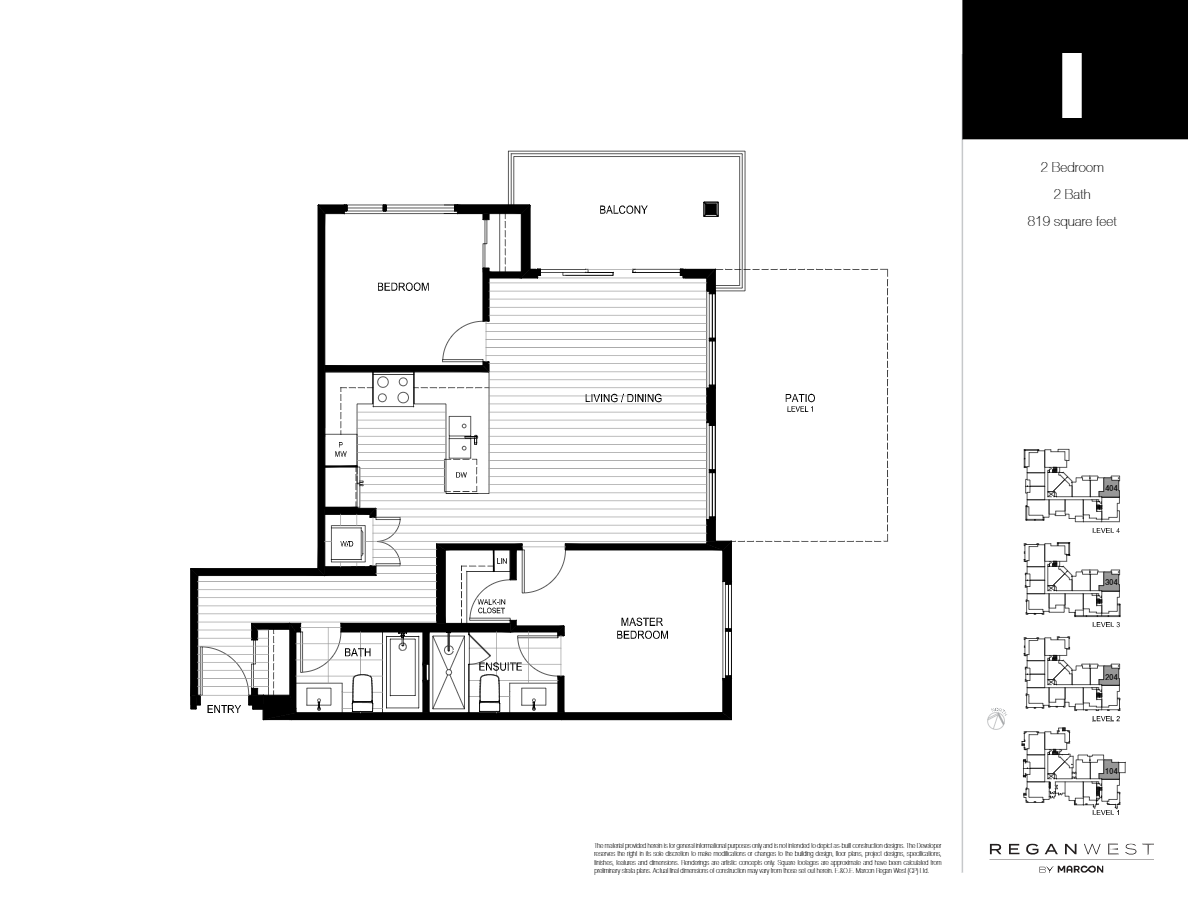 I
2 Bedroom
2 Bath
819 square feet
BALCONY
BEDROOM
LIVING / DINING
PATIO
LEVEL 1
P
MW
DW
W/D
LIN
WALK-IN
CLOSET
MASTER
BEDROOM
BATH
ENSUITE
ENTRY
404
LEVEL 4
304
LEVEL 3
204
LEVEL 2
104
LEVEL 1
The material provided herein is for general informational purposes only and is not intended to depict as-built construction designs. The Developer
reserves the right in its sole discretion to make modifications or changes to the building design, floor plans, project designs, specifications,
finishes, features and dimensions. Renderings are artistic concepts only. Square footages are approximate and have been calculated from
preliminary strata plans. Actual final dimensions of construction may vary from those set out herein. E.&O.E. Marcon Regan West (GP) Ltd.
REGANWEST
BY MARCON